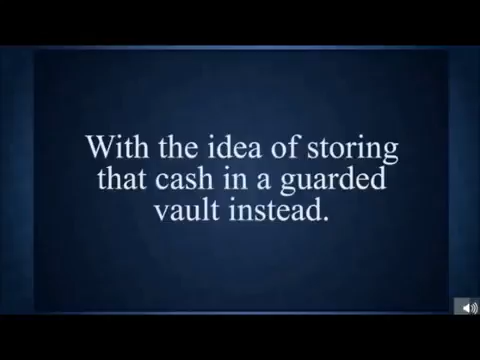 With the idea of storing
that cash in a guarded
vault instead.